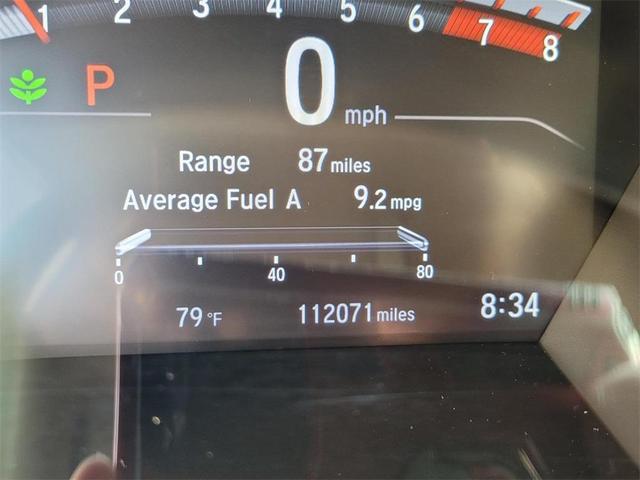 1 2 3 4 5 6 7 8
P
0 mph
Range 87 miles
Average Fuel A 9.2 mpg
0 40 80
79 °F 112071 miles 8:34